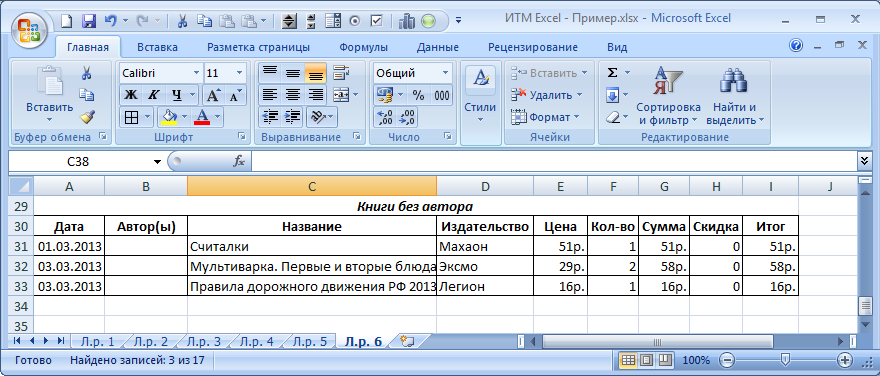 ИТМ Excel - Пример.xlsx - Microsoft Excel
Главная Вставка Разметка страницы Формулы Данные Рецензирование Вид
Calibri 11 Общий Вставить Σ
Вставить Ж К Ч A A % 000 Стили Удалить Сортировка и фильтр Найти и выделить
Формат
Буфер обмена Шрифт Выравнивание Число Ячейки Редактирование
C38 fx
A B C D E F G H I J
29 Книги без автора
30 Дата Автор(ы) Название Издательство Цена Кол-во Сумма Скидка Итог
31 01.03.2013 Считалки Махаон 51р. 1 51р. 0 51р.
32 03.03.2013 Мультиварка. Первые и вторые блюда Эксмо 29р. 2 58р. 0 58р.
33 03.03.2013 Правила дорожного движения РФ 2013 Легион 16р. 1 16р. 0 16р.
34
35
Л.р. 1 Л.р. 2 Л.р. 3 Л.р. 4 Л.р. 5 Л.р. 6
Готово Найдено записей: 3 из 17 100%